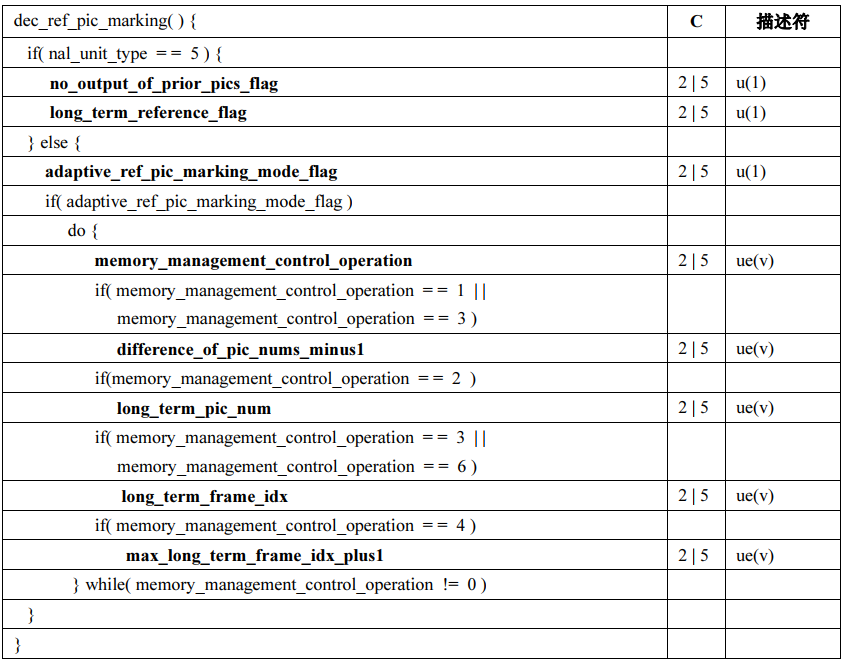 dec_ref_pic_marking( ) { C 描述符
if( nal_unit_type == 5 ) {
no_output_of_prior_pics_flag 2 | 5 u(1)
long_term_reference_flag 2 | 5 u(1)
} else {
adaptive_ref_pic_marking_mode_flag 2 | 5 u(1)
if( adaptive_ref_pic_marking_mode_flag )
do {
memory_management_control_operation 2 | 5 ue(v)
if( memory_management_control_operation == 1 ||
memory_management_control_operation == 3 )
difference_of_pic_nums_minus1 2 | 5 ue(v)
if(memory_management_control_operation == 2 )
long_term_pic_num 2 | 5 ue(v)
if( memory_management_control_operation == 3 ||
memory_management_control_operation == 6 )
long_term_frame_idx 2 | 5 ue(v)
if( memory_management_control_operation == 4 )
max_long_term_frame_idx_plus1 2 | 5 ue(v)
} while( memory_management_control_operation != 0 )
}
}